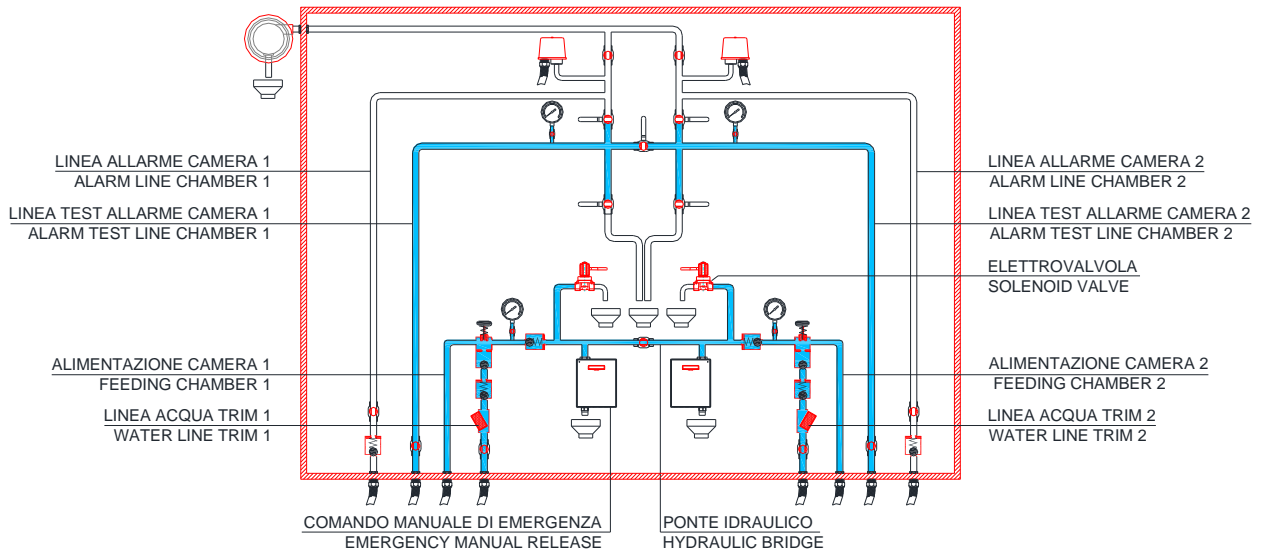 LINEA ALLARME CAMERA 1
ALARM LINE CHAMBER 1
LINEA TEST ALLARME CAMERA 1
ALARM TEST LINE CHAMBER 1
ALIMENTAZIONE CAMERA 1
FEEDING CHAMBER 1
LINEA ACQUA TRIM 1
WATER LINE TRIM 1
COMANDO MANUALE DI EMERGENZA
EMERGENCY MANUAL RELEASE
PONTE IDRAULICO
HYDRAULIC BRIDGE
LINEA ALLARME CAMERA 2
ALARM LINE CHAMBER 2
LINEA TEST ALLARME CAMERA 2
ALARM TEST LINE CHAMBER 2
ELETTROVALVOLA
SOLENOID VALVE
ALIMENTAZIONE CAMERA 2
FEEDING CHAMBER 2
LINEA ACQUA TRIM 2
WATER LINE TRIM 2